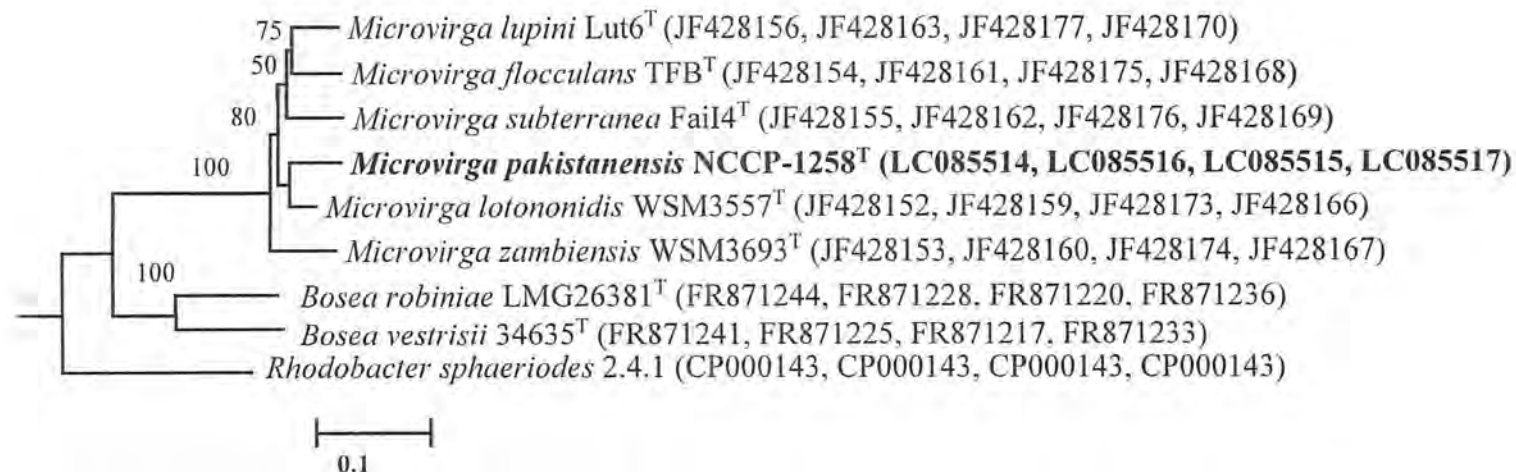 75 Microvirga lupini Lut6ᵀ (JF428156, JF428163, JF428177, JF428170)
50 Microvirga flocculans TFBᵀ (JF428154, JF428161, JF428175, JF428168)
80 Microvirga subterranea FaiI4ᵀ (JF428155, JF428162, JF428176, JF428169)
100 Microvirga pakistanensis NCCP-1258ᵀ (LC085514, LC085516, LC085515, LC085517)
Microvirga lotononidis WSM3557ᵀ (JF428152, JF428159, JF428173, JF428166)
Microvirga zambiensis WSM3693ᵀ (JF428153, JF428160, JF428174, JF428167)
100 Bosea robiniae LMG26381ᵀ (FR871244, FR871228, FR871220, FR871236)
Bosea vestrisii 34635ᵀ (FR871241, FR871225, FR871217, FR871233)
Rhodobacter sphaeriodes 2.4.1 (CP000143, CP000143, CP000143, CP000143)
0.1